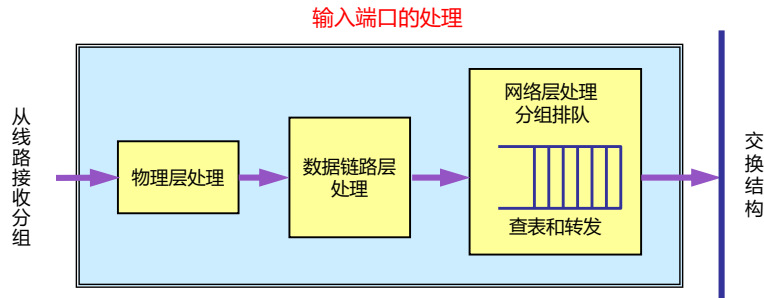 输入端口的处理
从线路接收分组
物理层处理
数据链路层
处理
网络层处理
分组排队
查表和转发
交换结构